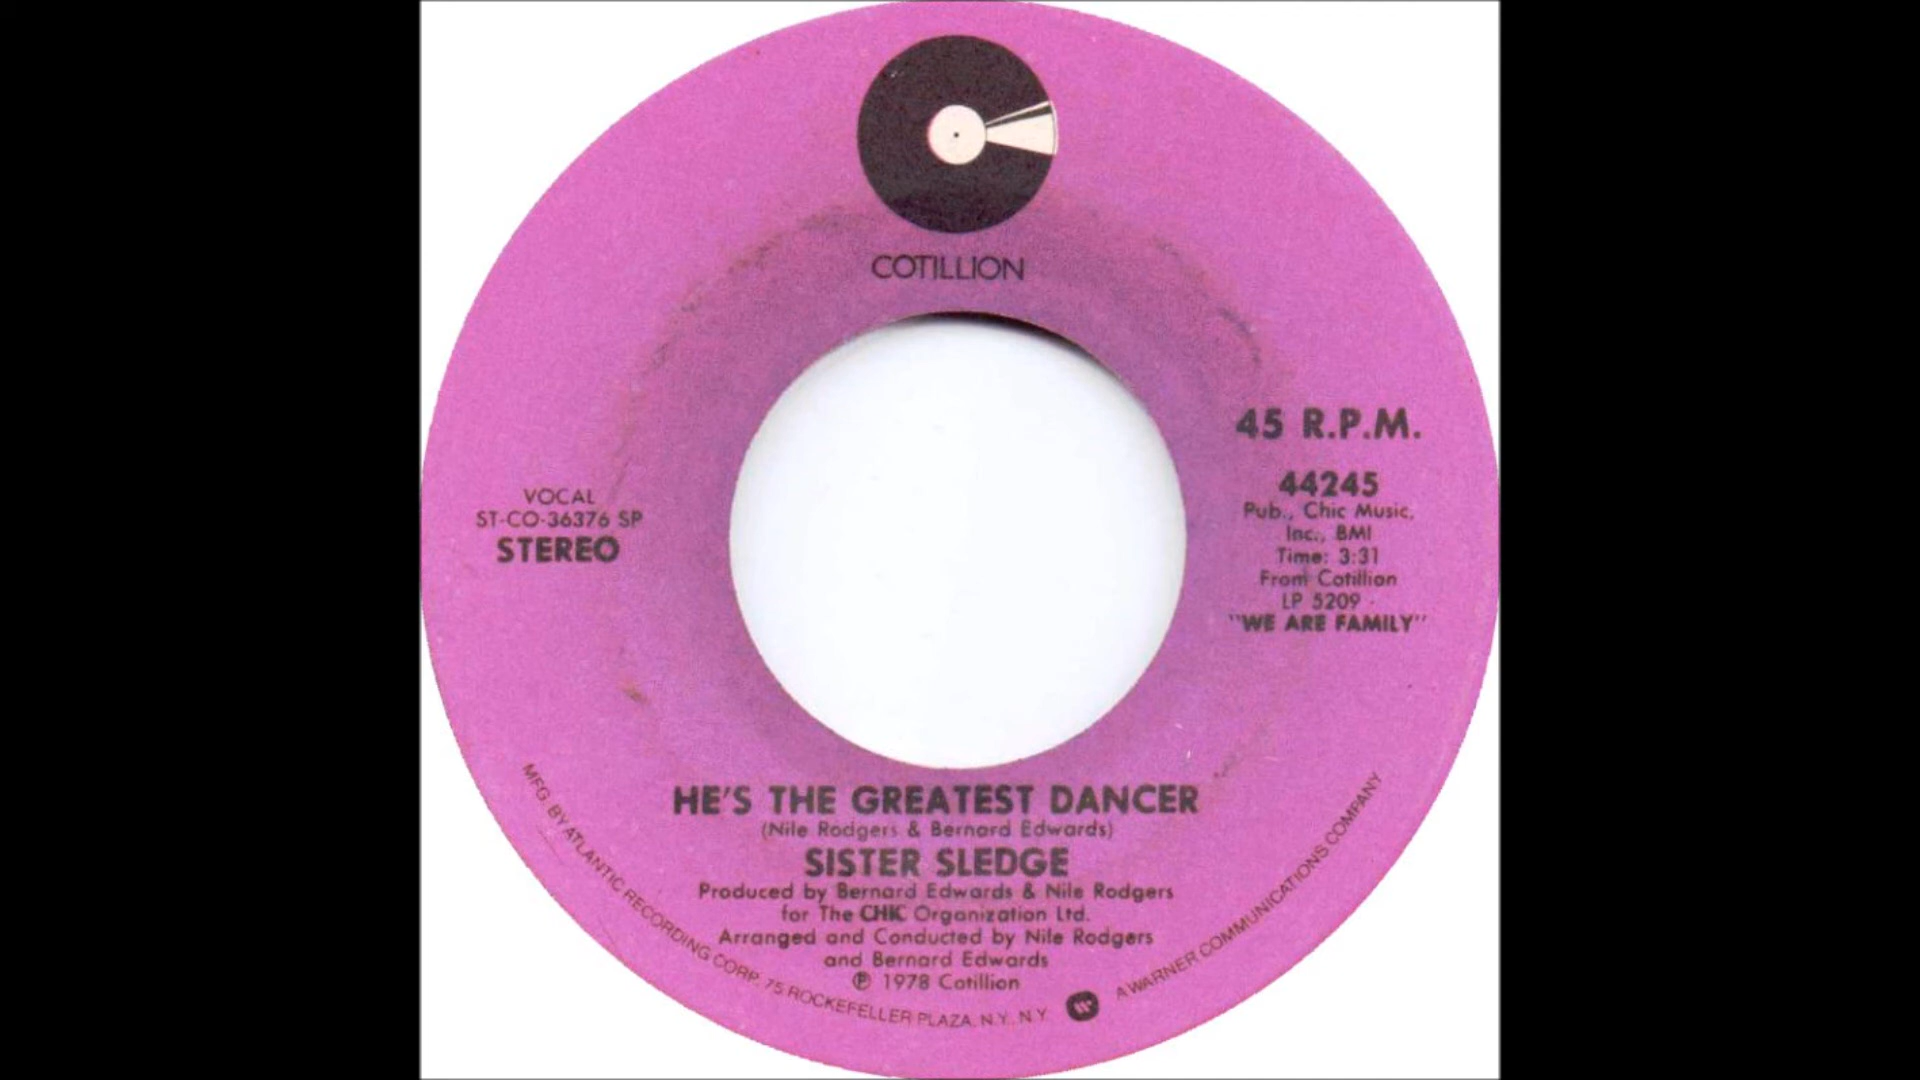 COTILLION
45 R.P.M.
44245
Pub., Chic Music,
Inc., BMI
Time: 3:31
From Cotillion
LP 5209
"WE ARE FAMILY"
VOCAL
ST-CO-36376 SP
STEREO
HE'S THE GREATEST DANCER
(Nile Rodgers & Bernard Edwards)
SISTER SLEDGE
Produced by Bernard Edwards & Nile Rodgers
for The CHIC Organization Ltd.
Arranged and Conducted by Nile Rodgers
and Bernard Edwards
℗ 1978 Cotillion
MFG. BY ATLANTIC RECORDING CORP. 75 ROCKEFELLER PLAZA, N.Y., N.Y.
A WARNER COMMUNICATIONS COMPANY